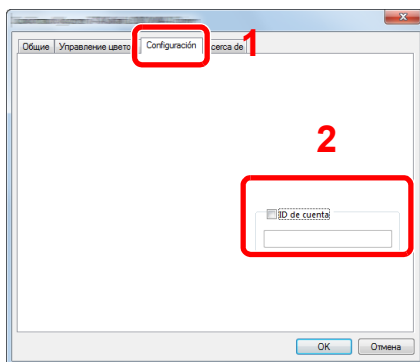 Общие Управление цвето Configuración cerca de
1
2
ID de cuenta
OK Отмена